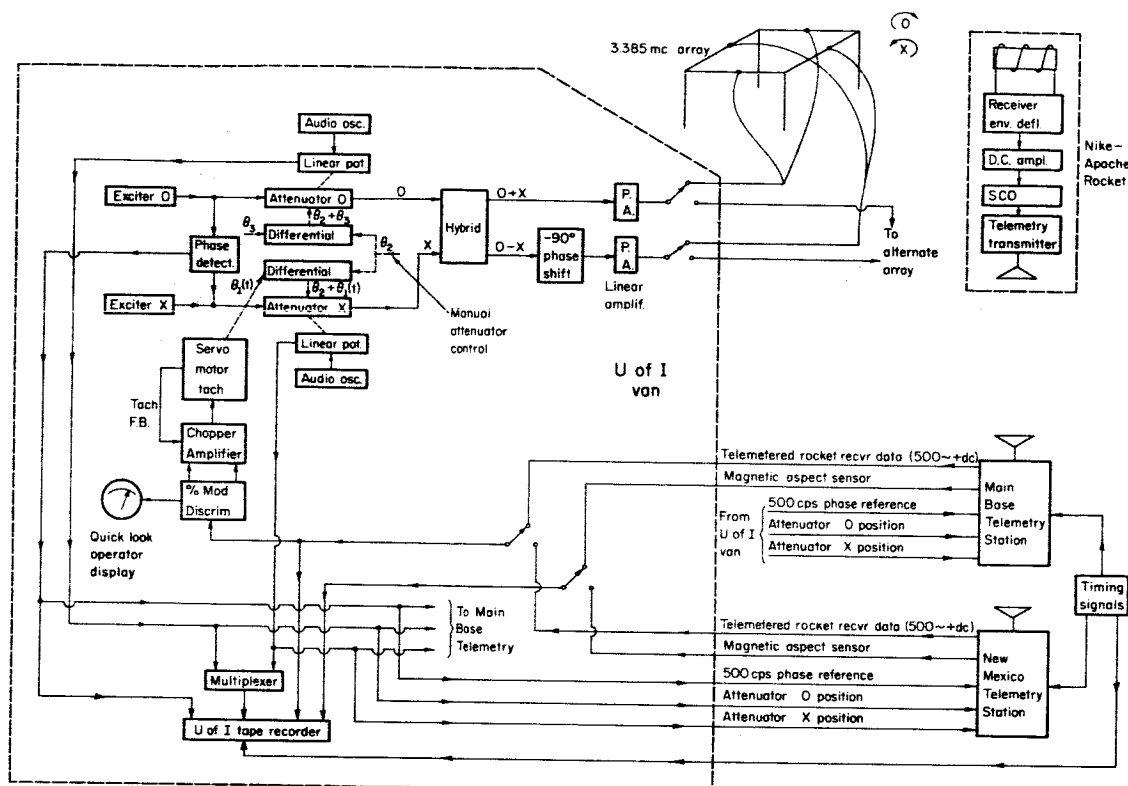 3.385 mc array
O
X
Audio osc.
Linear pot.
Exciter O
Attenuator O
O
θ2 + θ3
θ3
Differential
θ2
Phase
detect.
Differential
θ1(t)
θ2 + θ1(t)
Exciter X
Attenuator X
X
Hybrid
O+X
O-X
-90°
phase
shift
P.
A.
P.
A.
Linear
amplif.
To
alternate
array
Receiver
env. defl.
D.C. ampl.
SCO
Telemetry
transmitter
Nike-
Apache
Rocket
Manual
attenuator
control
Linear pot.
Audio osc.
U of I
van
Servo
motor
tach
Tach
F.B.
Chopper
Amplifier
% Mod
Discrim
Quick look
operator
display
Telemetered rocket recvr data (500~+dc)
Magnetic aspect sensor
From
U of I
van
500 cps phase reference
Attenuator O position
Attenuator X position
Main
Base
Telemetry
Station
Timing
signals
To Main
Base
Telemetry
Telemetered rocket recvr data (500~+dc)
Magnetic aspect sensor
500 cps phase reference
Attenuator O position
Attenuator X position
New
Mexico
Telemetry
Station
Multiplexer
U of I tape recorder